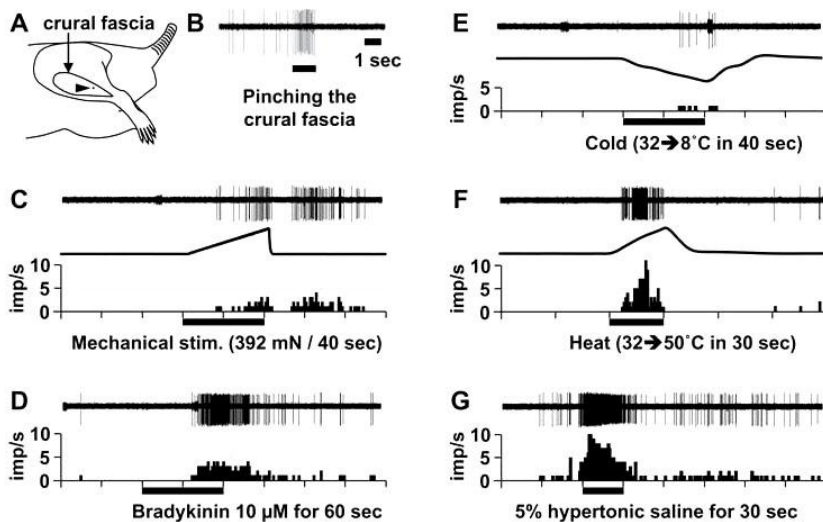 A
crural fascia
B
1 sec
Pinching the
crural fascia
C
imp/s
10
5
0
Mechanical stim. (392 mN / 40 sec)
D
imp/s
10
5
0
Bradykinin 10 µM for 60 sec
E
imp/s
5
0
Cold (32➔8˚C in 40 sec)
F
imp/s
10
5
0
Heat (32➔50˚C in 30 sec)
G
imp/s
10
5
0
5% hypertonic saline for 30 sec